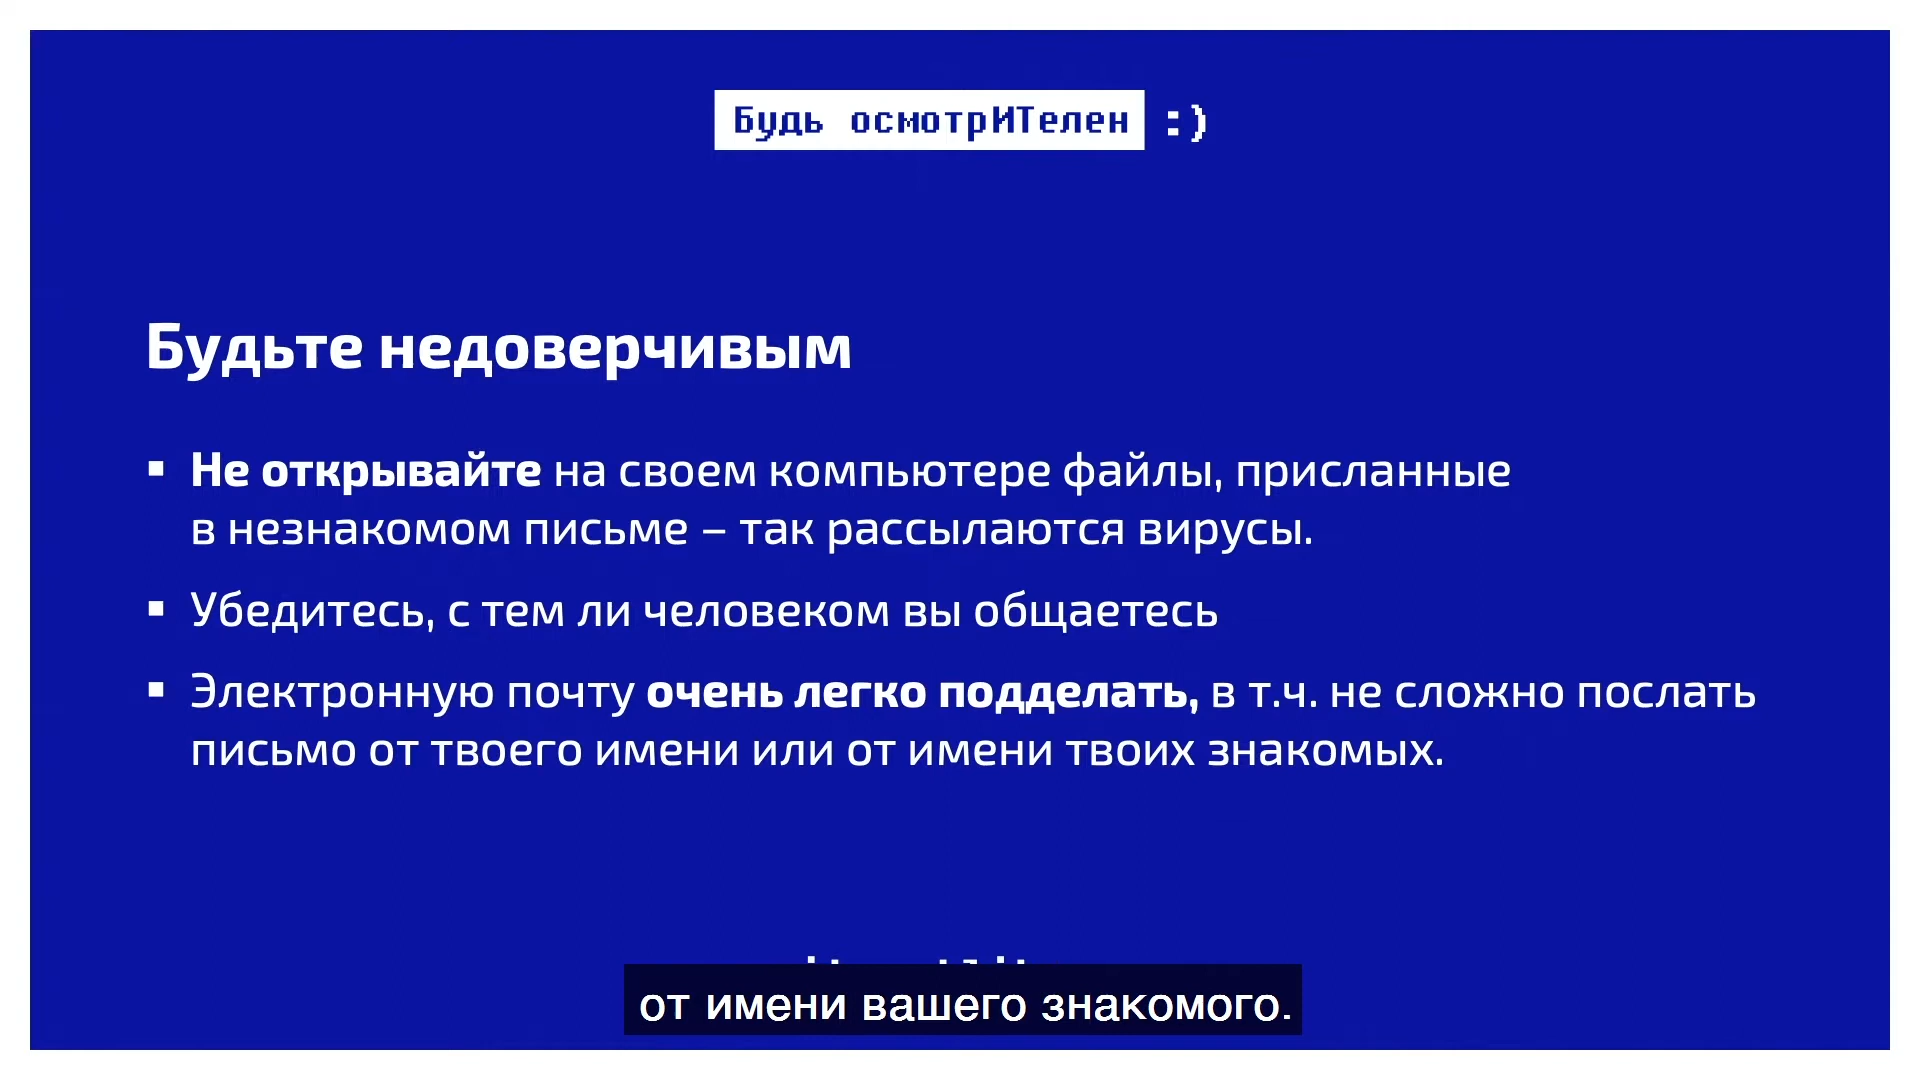 Будь осмотрИТелен :)
Будьте недоверчивым
▪ Не открывайте на своем компьютере файлы, присланные
в незнакомом письме – так рассылаются вирусы.
▪ Убедитесь, с тем ли человеком вы общаетесь
▪ Электронную почту очень легко подделать, в т.ч. не сложно послать
письмо от твоего имени или от имени твоих знакомых.
от имени вашего знакомого.